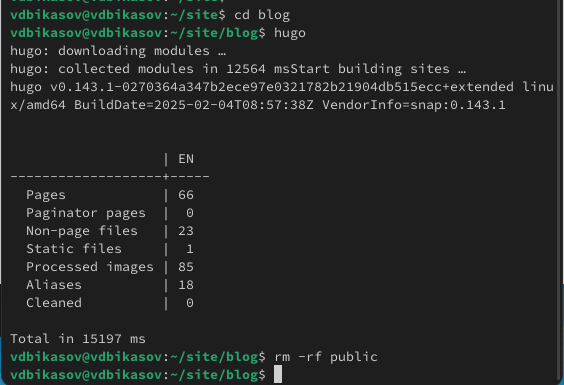 vdbikasov@vdbikasov:~/site$ cd blog
vdbikasov@vdbikasov:~/site/blog$ hugo
hugo: downloading modules …
hugo: collected modules in 12564 msStart building sites …
hugo v0.143.1-0270364a347b2ece97e0321782b21904db515ecc+extended linu
x/amd64 BuildDate=2025-02-04T08:57:38Z VendorInfo=snap:0.143.1
                   | EN
-------------------+-----
  Pages            | 66
  Paginator pages  |  0
  Non-page files   | 23
  Static files     |  1
  Processed images | 85
  Aliases          | 18
  Cleaned          |  0
Total in 15197 ms
vdbikasov@vdbikasov:~/site/blog$ rm -rf public
vdbikasov@vdbikasov:~/site/blog$